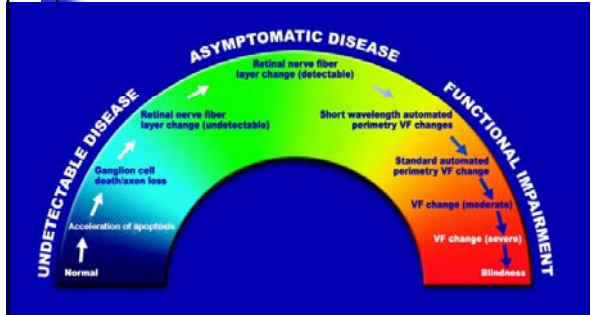 UNDETECTABLE DISEASE
ASYMPTOMATIC DISEASE
FUNCTIONAL IMPAIRMENT
Normal
Acceleration of apoptosis
Ganglion cell
death/axon loss
Retinal nerve fiber
layer change (undetectable)
Retinal nerve fiber
layer change (detectable)
Short wavelength automated
perimetry VF changes
Standard automated
perimetry VF change
VF change (moderate)
VF change (severe)
Blindness